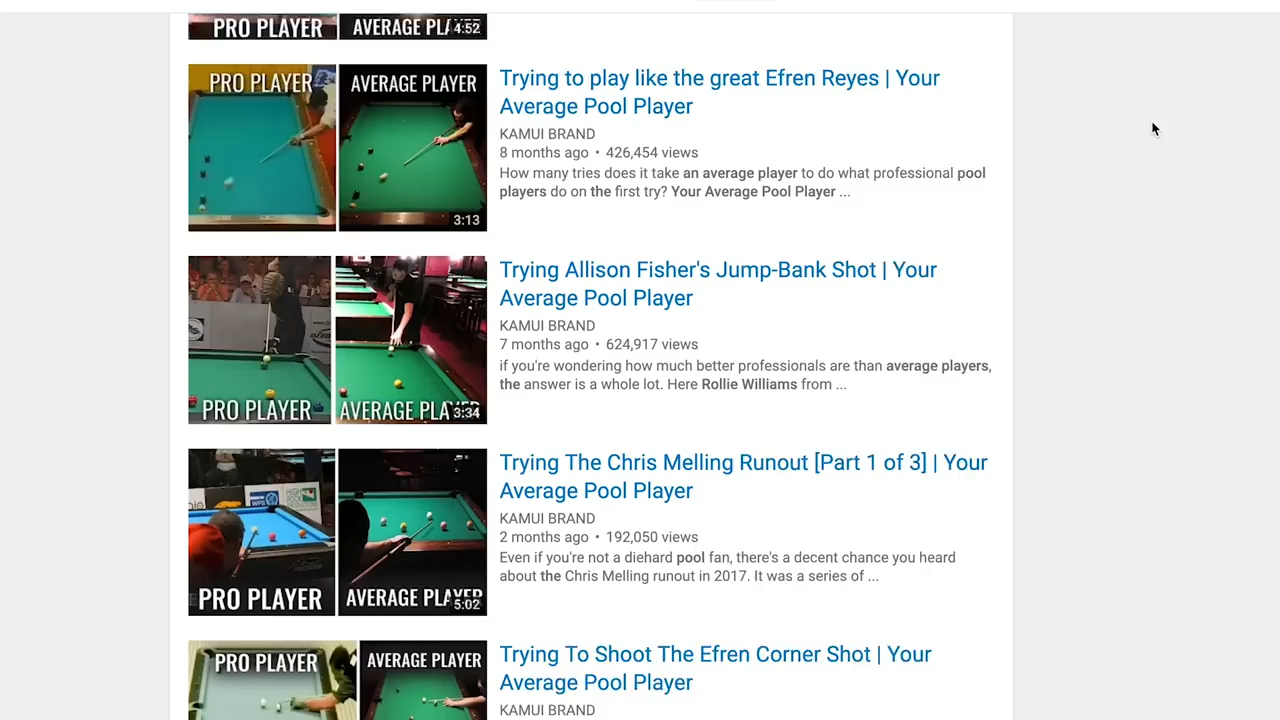 PRO PLAYER
AVERAGE PLA
4:52
PRO PLAYER
AVERAGE PLAYER
3:13
Trying to play like the great Efren Reyes | Your
Average Pool Player
KAMUI BRAND
8 months ago • 426,454 views
How many tries does it take an average player to do what professional pool
players do on the first try? Your Average Pool Player ...
PRO PLAYER
AVERAGE PLAYER
3:34
Trying Allison Fisher's Jump-Bank Shot | Your
Average Pool Player
KAMUI BRAND
7 months ago • 624,917 views
if you're wondering how much better professionals are than average players,
the answer is a whole lot. Here Rollie Williams from ...
PRO PLAYER
AVERAGE PLAYER
5:02
Trying The Chris Melling Runout [Part 1 of 3] | Your
Average Pool Player
KAMUI BRAND
2 months ago • 192,050 views
Even if you're not a diehard pool fan, there's a decent chance you heard
about the Chris Melling runout in 2017. It was a series of ...
PRO PLAYER
AVERAGE PLAYER
Trying To Shoot The Efren Corner Shot | Your
Average Pool Player
KAMUI BRAND